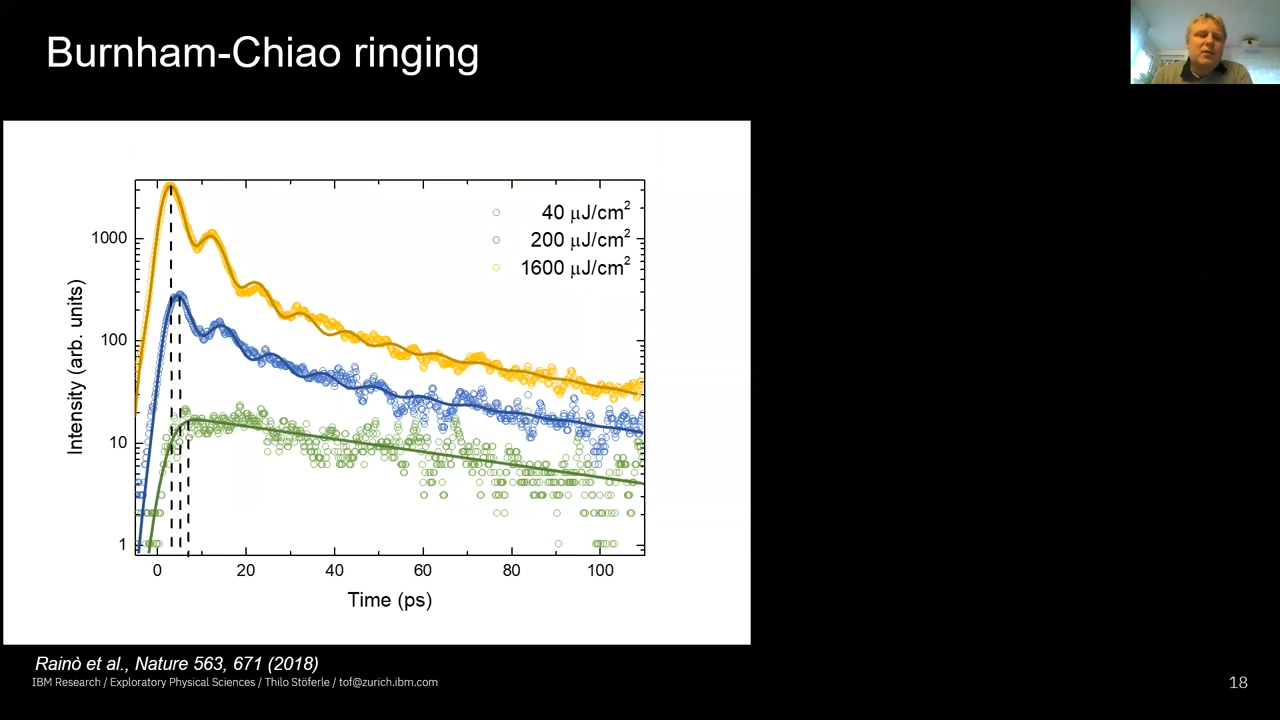 Burnham-Chiao ringing
40 μJ/cm²
200 μJ/cm²
1600 μJ/cm²
1000
100
10
1
Intensity (arb. units)
0 20 40 60 80 100
Time (ps)
Rainò et al., Nature 563, 671 (2018)
IBM Research / Exploratory Physical Sciences / Thilo Stöferle / tof@zurich.ibm.com
18